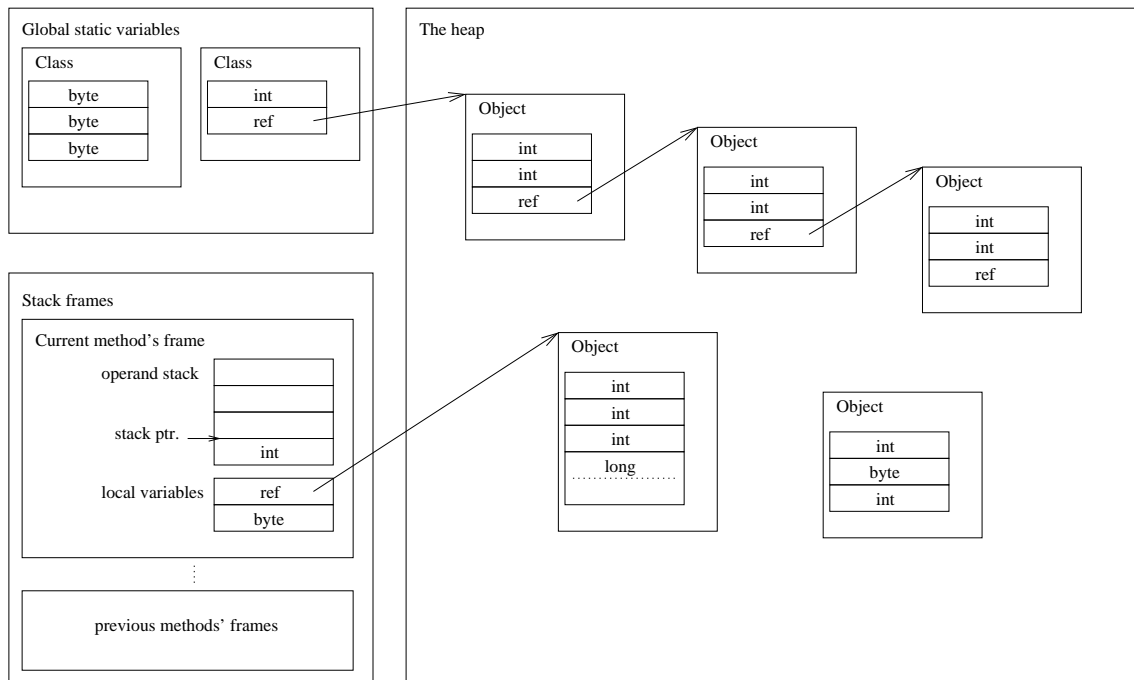 Global static variables
Class
byte
byte
byte
Class
int
ref
Stack frames
Current method's frame
operand stack
stack ptr.
int
local variables
ref
byte
previous methods' frames
The heap
Object
int
int
ref
Object
int
int
ref
Object
int
int
ref
Object
int
int
int
long
Object
int
byte
int